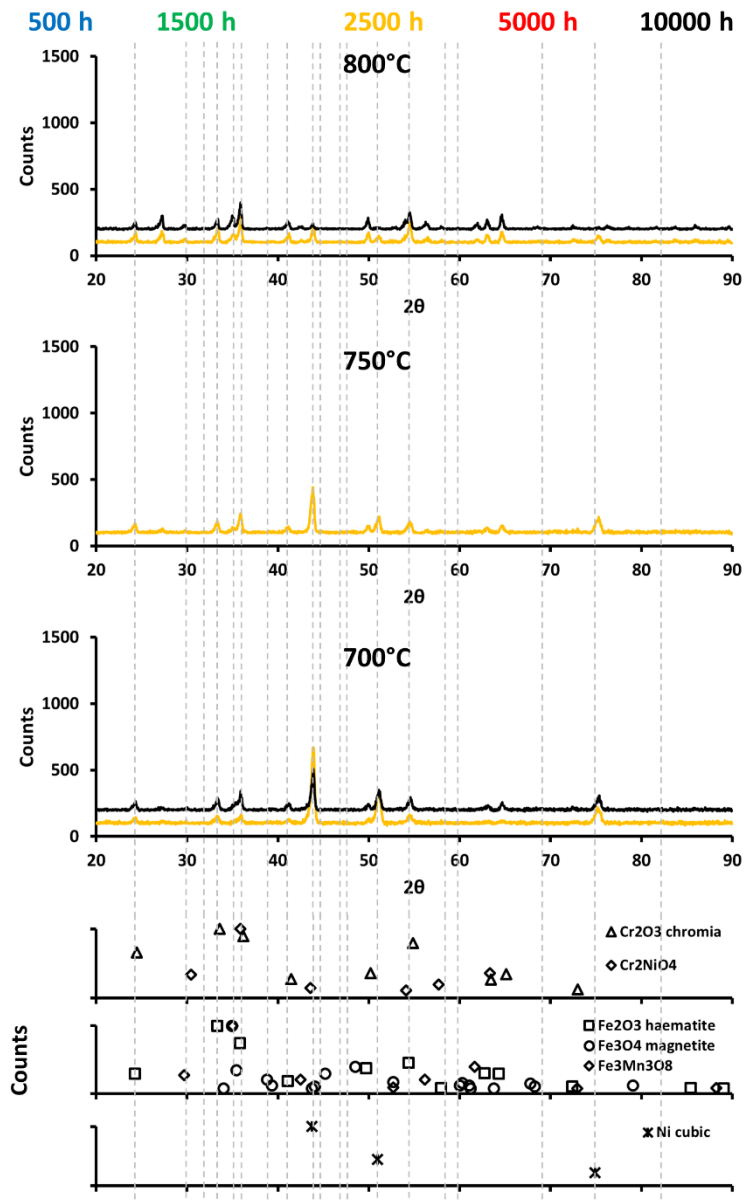 500 h 1500 h 2500 h 5000 h 10000 h
800°C
1500
1000
500
0
Counts
20 30 40 50 60 70 80 90
2θ
750°C
1500
1000
500
0
Counts
20 30 40 50 60 70 80 90
2θ
700°C
1500
1000
500
0
Counts
20 30 40 50 60 70 80 90
2θ
Cr2O3 chromia
Cr2NiO4
Counts
Fe2O3 haematite
Fe3O4 magnetite
Fe3Mn3O8
Ni cubic